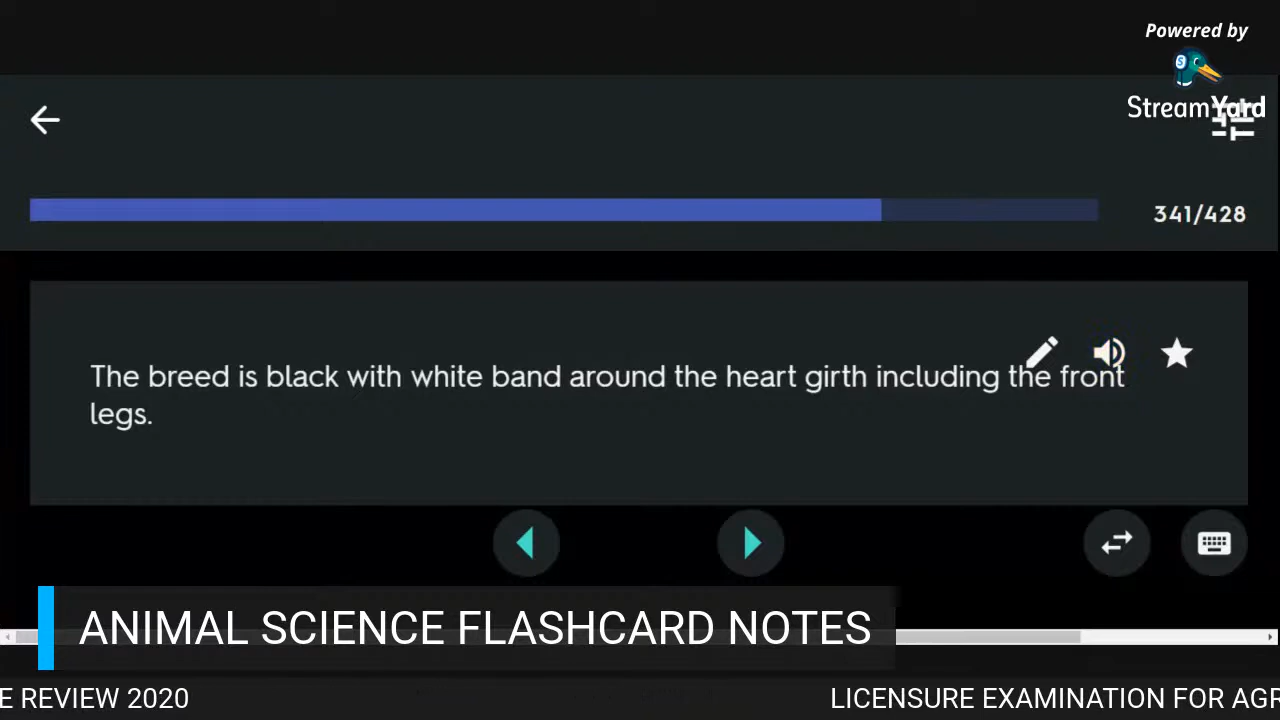 Powered by
StreamYard
341/428
The breed is black with white band around the heart girth including the front
legs.
ANIMAL SCIENCE FLASHCARD NOTES
E REVIEW 2020
LICENSURE EXAMINATION FOR AGR